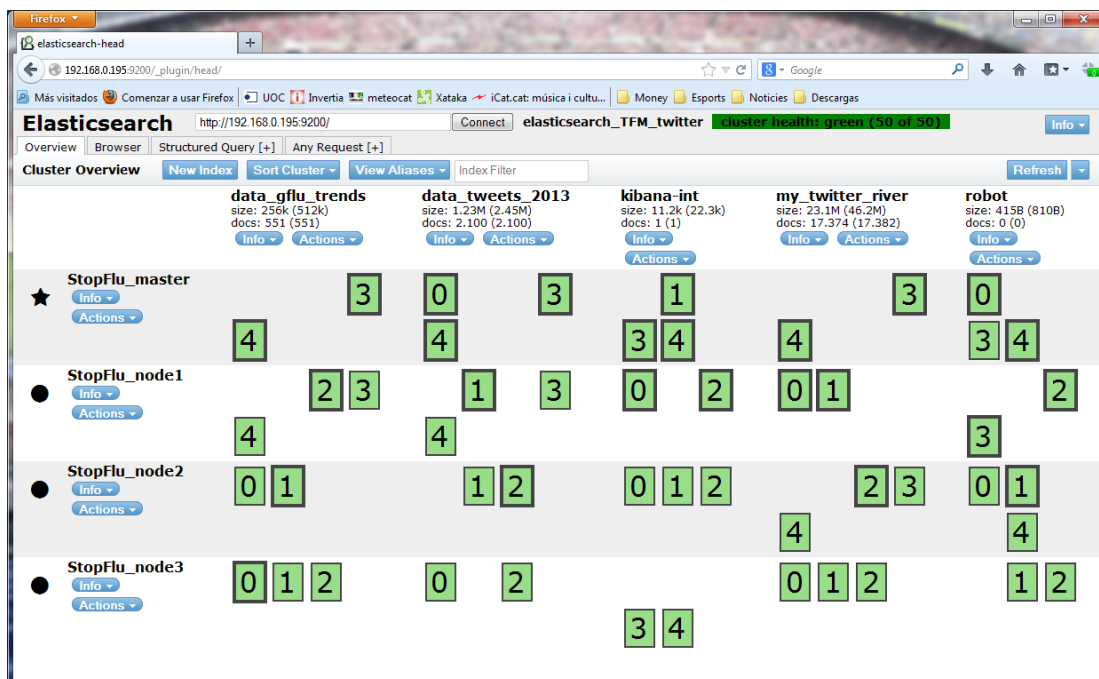 Firefox
elasticsearch-head
+
192.168.0.195:9200/_plugin/head/
8 Google
Más visitados Comenzar a usar Firefox UOC Invertia meteocat Xataka iCat.cat: música i cultu... Money Esports Noticies Descargas
Elasticsearch http://192.168.0.195:9200/ Connect elasticsearch_TFM_twitter cluster health: green (50 of 50) Info
Overview Browser Structured Query [+] Any Request [+]
Cluster Overview New Index Sort Cluster View Aliases Index Filter Refresh
data_gflu_trends data_tweets_2013 kibana-int my_twitter_river robot
size: 256k (512k) size: 1.23M (2.45M) size: 11.2k (22.3k) size: 23.1M (46.2M) size: 415B (810B)
docs: 551 (551) docs: 2.100 (2.100) docs: 1 (1) docs: 17.374 (17.382) docs: 0 (0)
Info Actions Info Actions Info Info Actions Info
Actions Actions
StopFlu_master
Info
Actions
3 0 3 1 3 0
4 4 3 4 4 3 4
StopFlu_node1
Info
Actions
2 3 1 3 0 2 0 1 2
4 4 3
StopFlu_node2
Info
Actions
0 1 1 2 0 1 2 2 3 0 1
4 4
StopFlu_node3
Info
Actions
0 1 2 0 2 0 1 2 1 2
3 4